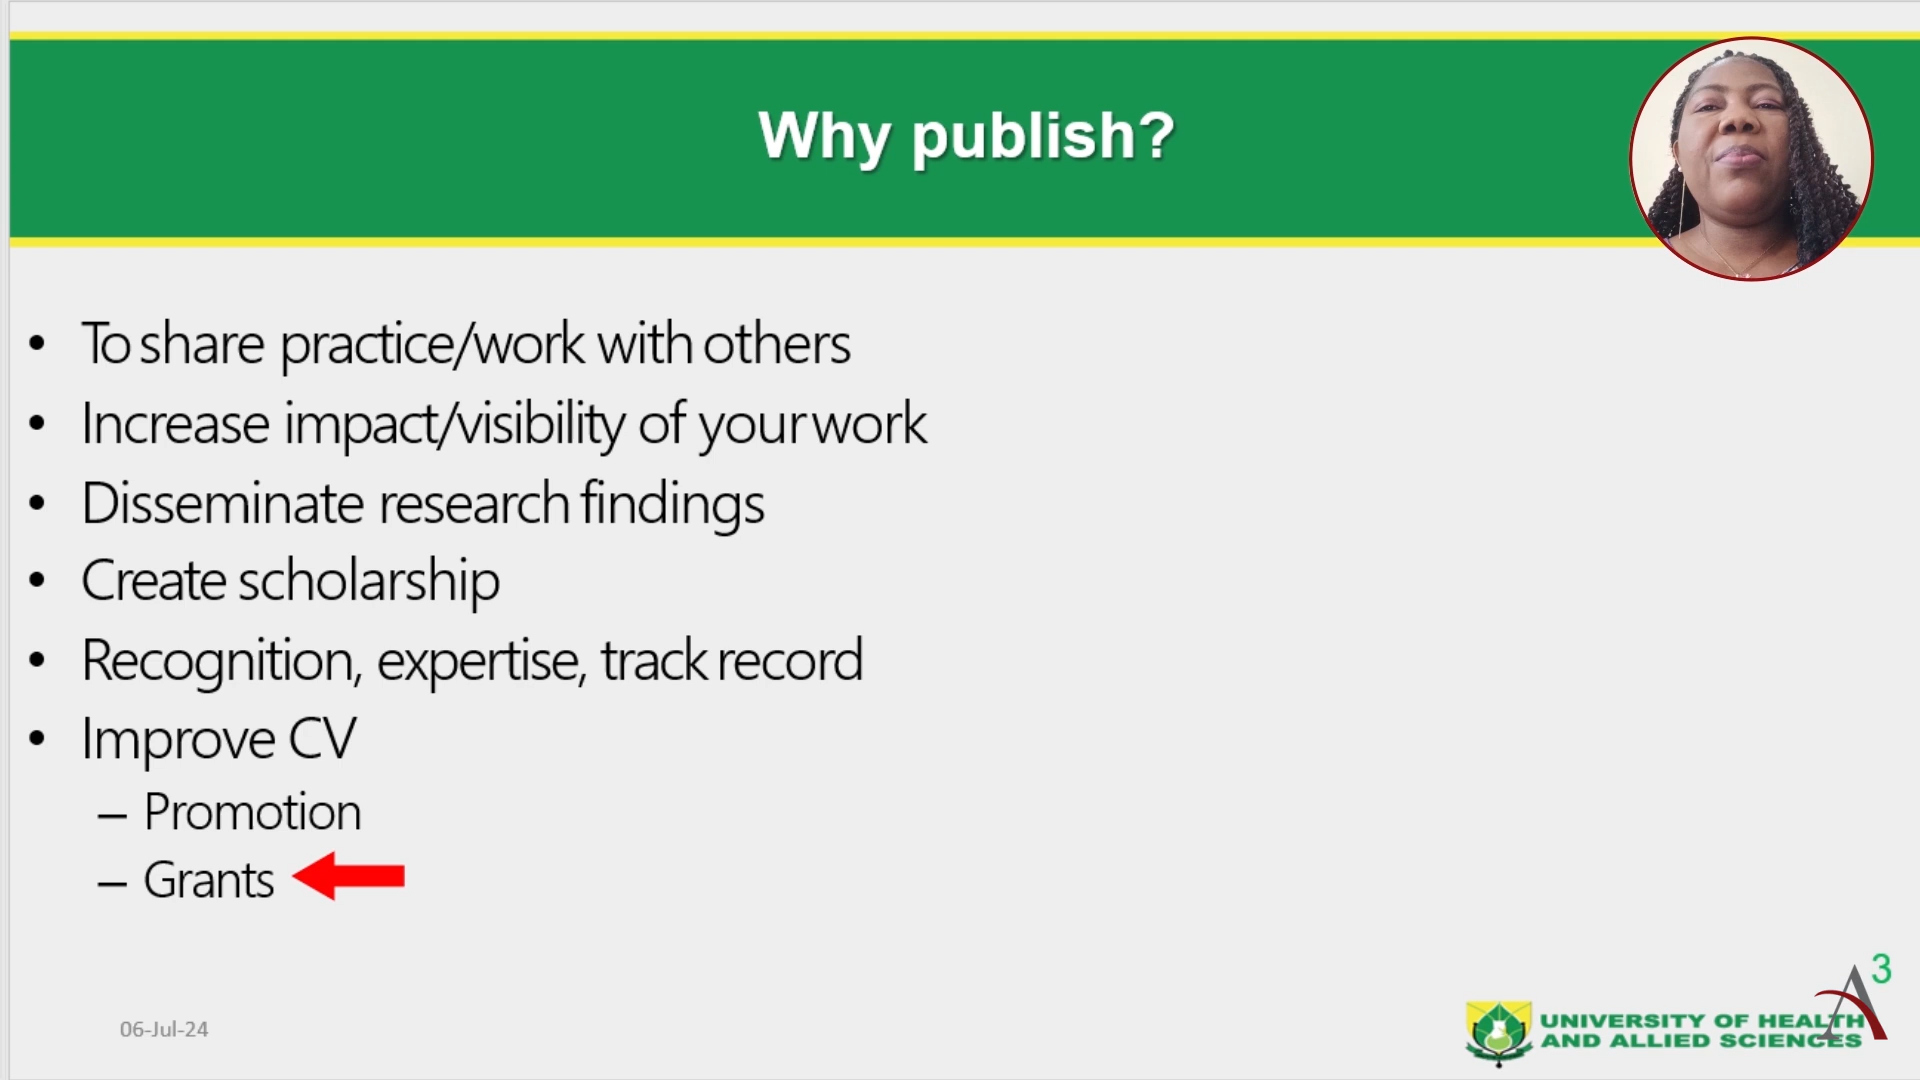 Why publish?
• To share practice/work with others
• Increase impact/visibility of your work
• Disseminate research findings
• Create scholarship
• Recognition, expertise, track record
• Improve CV
– Promotion
– Grants
3
06-Jul-24
UNIVERSITY OF HEALTH
AND ALLIED SCIENCES